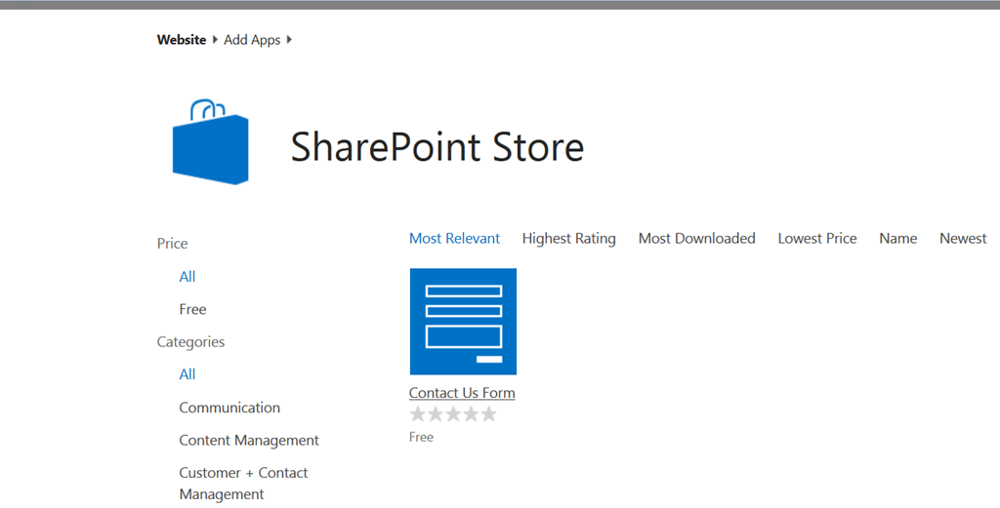 Website Add Apps
SharePoint Store
Price
All
Free
Categories
All
Communication
Content Management
Customer + Contact
Management
Most Relevant Highest Rating Most Downloaded Lowest Price Name Newest
Contact Us Form
Free